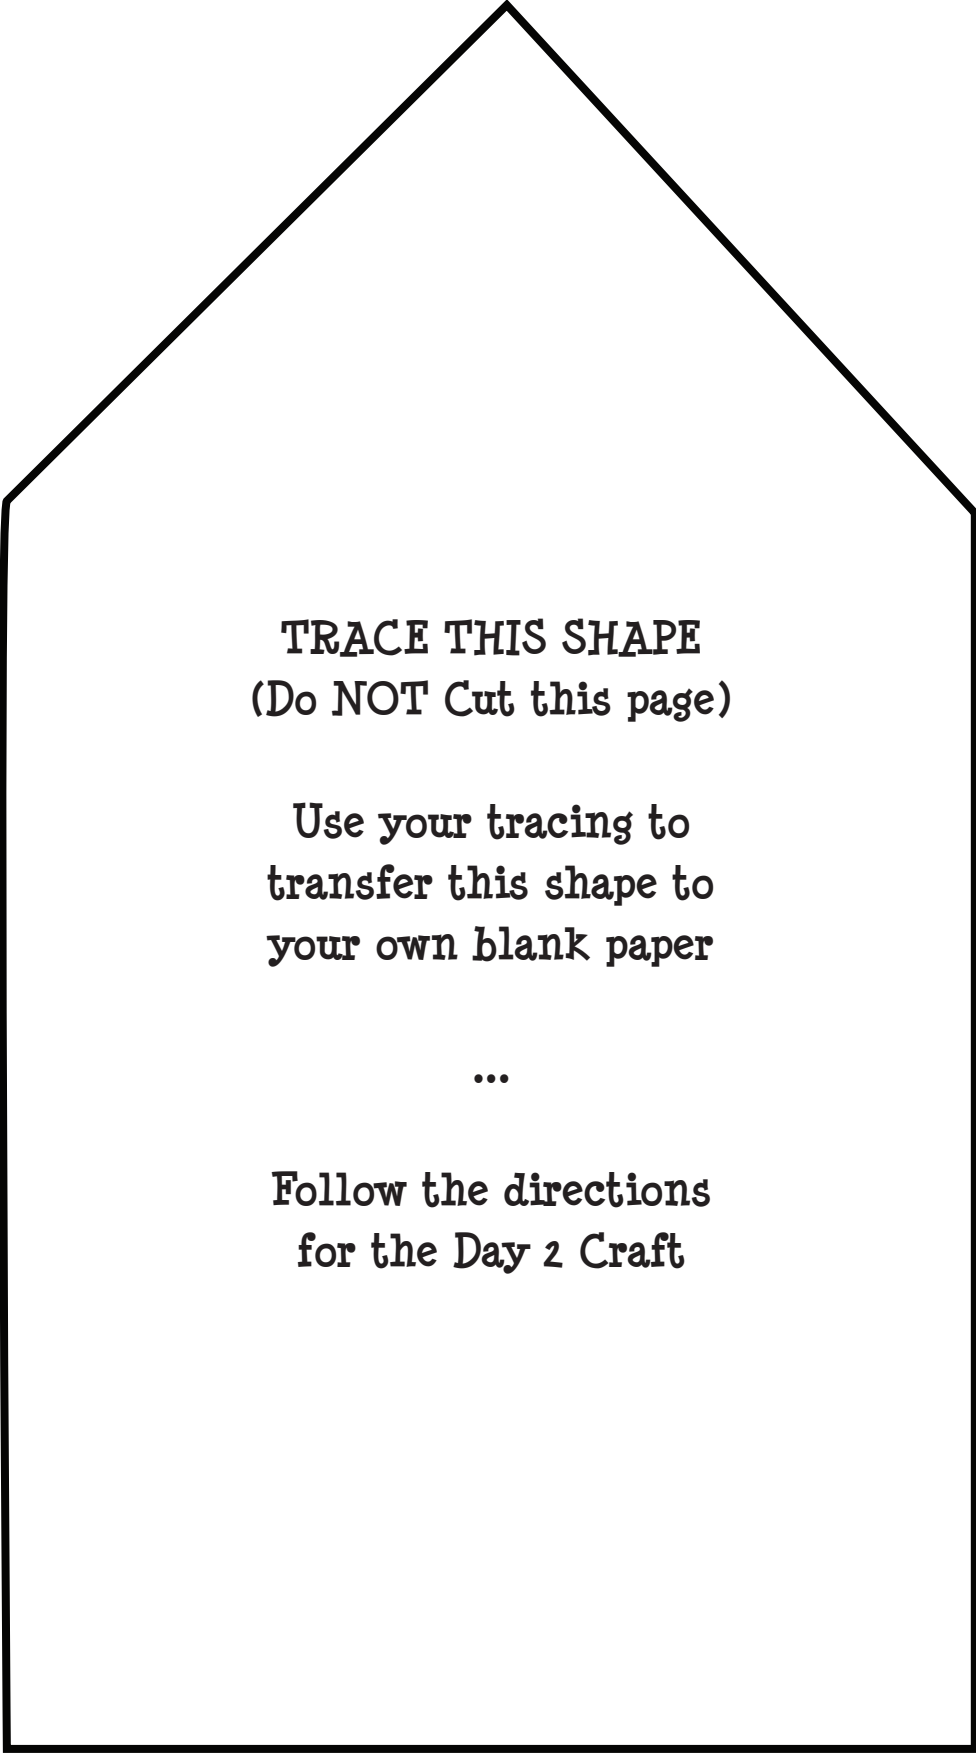 TRACE THIS SHAPE
(Do NOT Cut this page)
Use your tracing to
transfer this shape to
your own blank paper
...
Follow the directions
for the Day 2 Craft